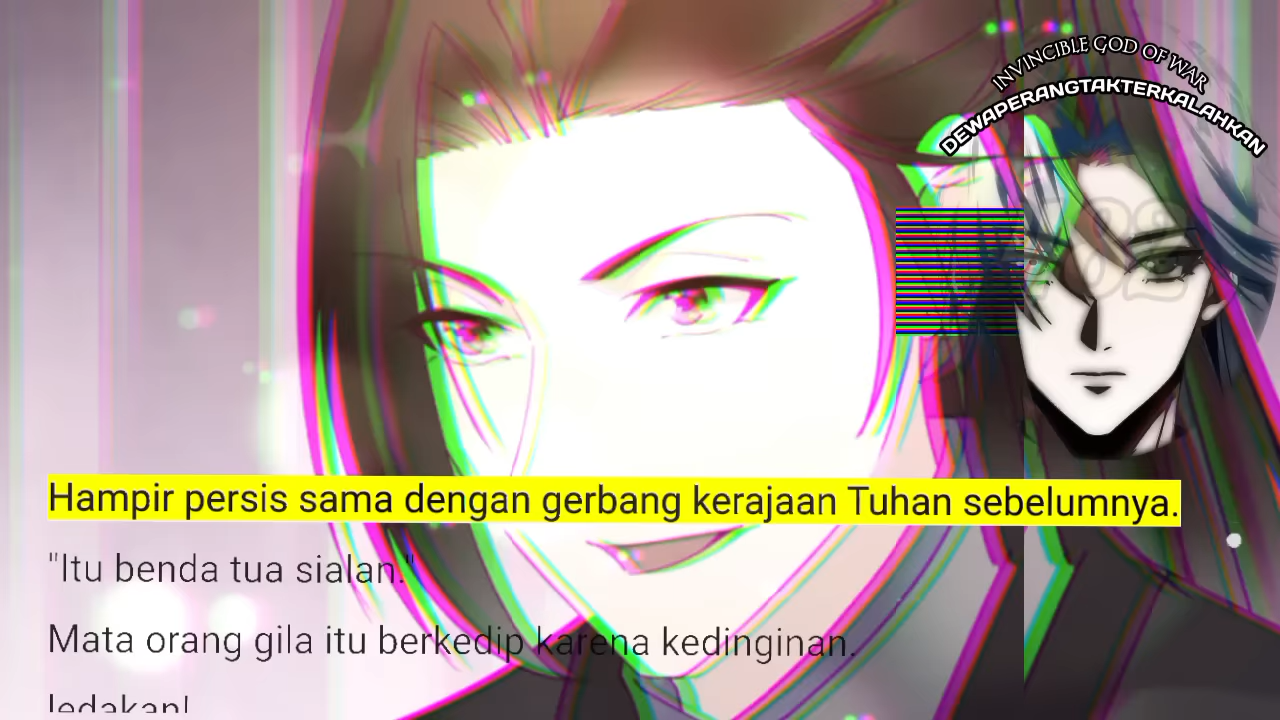 INVINCIBLE GOD OF WAR
DEWAPERANGTAKTERKALAHKAN
Hampir persis sama dengan gerbang kerajaan Tuhan sebelumnya.
"Itu benda tua sialan."
Mata orang gila itu berkedip karena kedinginan.
ledakan!